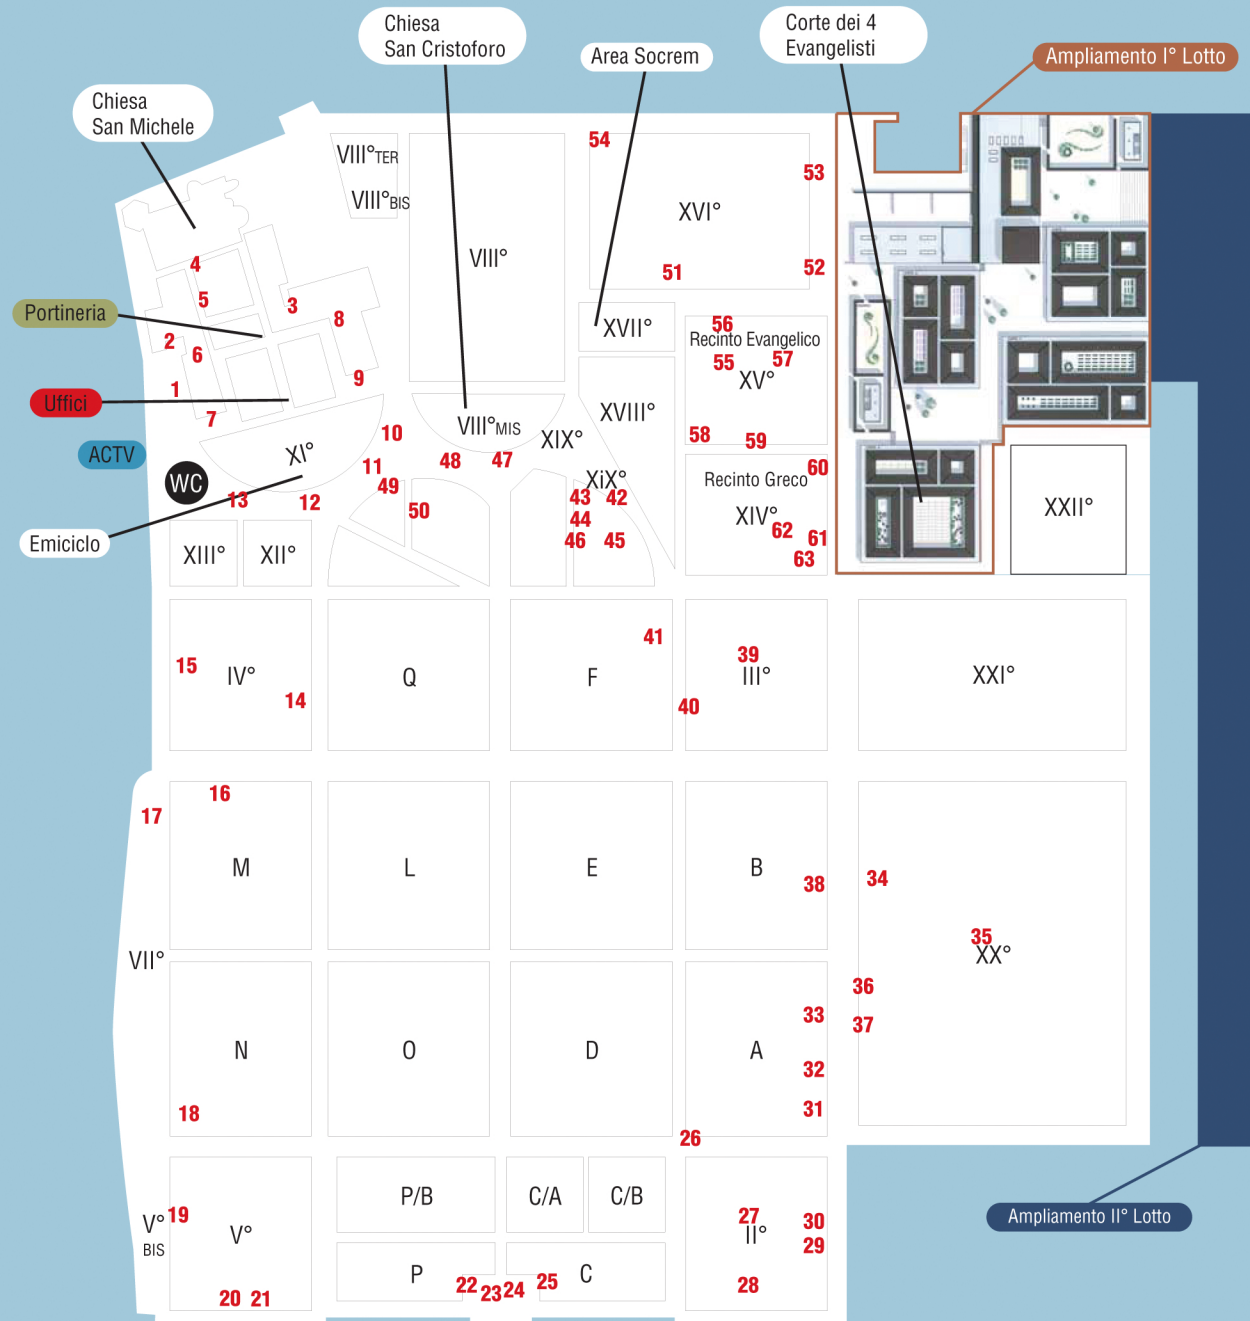 Chiesa
San Cristoforo
Area Socrem
Corte dei 4
Evangelisti
Ampliamento I° Lotto
Chiesa
San Michele
VIII° TER
VIII° BIS
54
53
XVI°
VIII°
51
52
4
5
3
Portineria
8
2
6
XVII°
56
Recinto Evangelico
55
57
XV°
9
1
Uffici
7
XVIII°
VIII° MIS
XIX°
10
58
59
ACTV
XI°
11
48
47
60
WC
49
XiX°
Recinto Greco
13
12
50
43
42
44
XIV°
62
61
46
45
63
XXII°
Emiciclo
XIII°
XII°
41
15
39
IV°
Q
F
III°
XXI°
14
40
16
17
M
L
E
B
38
34
35
XX°
VII°
36
33
37
N
O
D
A
32
18
31
26
P/B
C/A
C/B
19
V°
BIS
V°
27
II°
30
29
Ampliamento II° Lotto
P
22
23
24
25
C
28
20
21